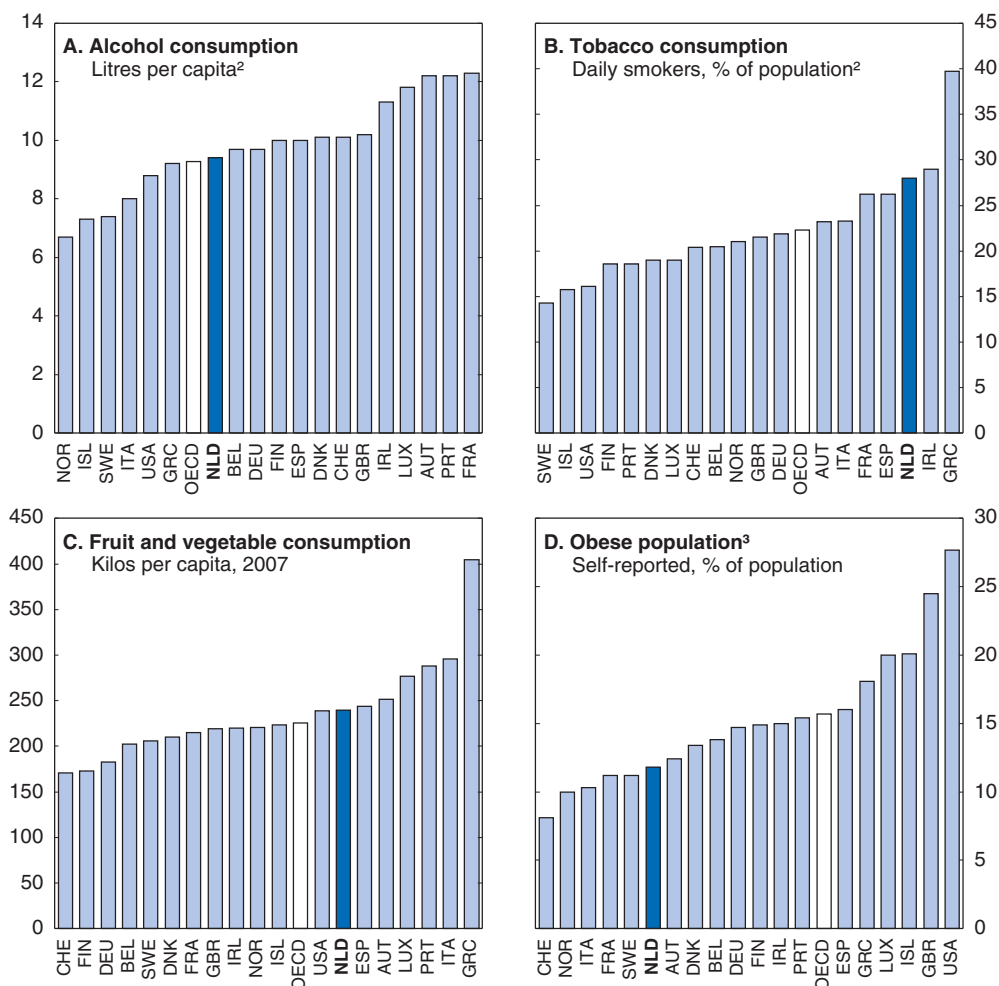 A. Alcohol consumption
Litres per capita²
14
12
10
8
6
4
2
0
NOR ISL SWE ITA USA GRC OECD NLD BEL DEU FIN ESP DNK CHE GBR IRL LUX AUT PRT FRA
B. Tobacco consumption
Daily smokers, % of population²
45
40
35
30
25
20
15
10
5
0
SWE ISL USA FIN PRT DNK LUX CHE BEL NOR GBR DEU OECD AUT ITA FRA ESP NLD IRL GRC
C. Fruit and vegetable consumption
Kilos per capita, 2007
450
400
350
300
250
200
150
100
50
0
CHE FIN DEU BEL SWE DNK FRA GBR IRL NOR ISL OECD USA NLD ESP AUT LUX PRT ITA GRC
D. Obese population³
Self-reported, % of population
30
25
20
15
10
5
0
CHE NOR ITA FRA SWE NLD AUT DNK BEL DEU FIN IRL PRT OECD ESP GRC LUX ISL GBR USA